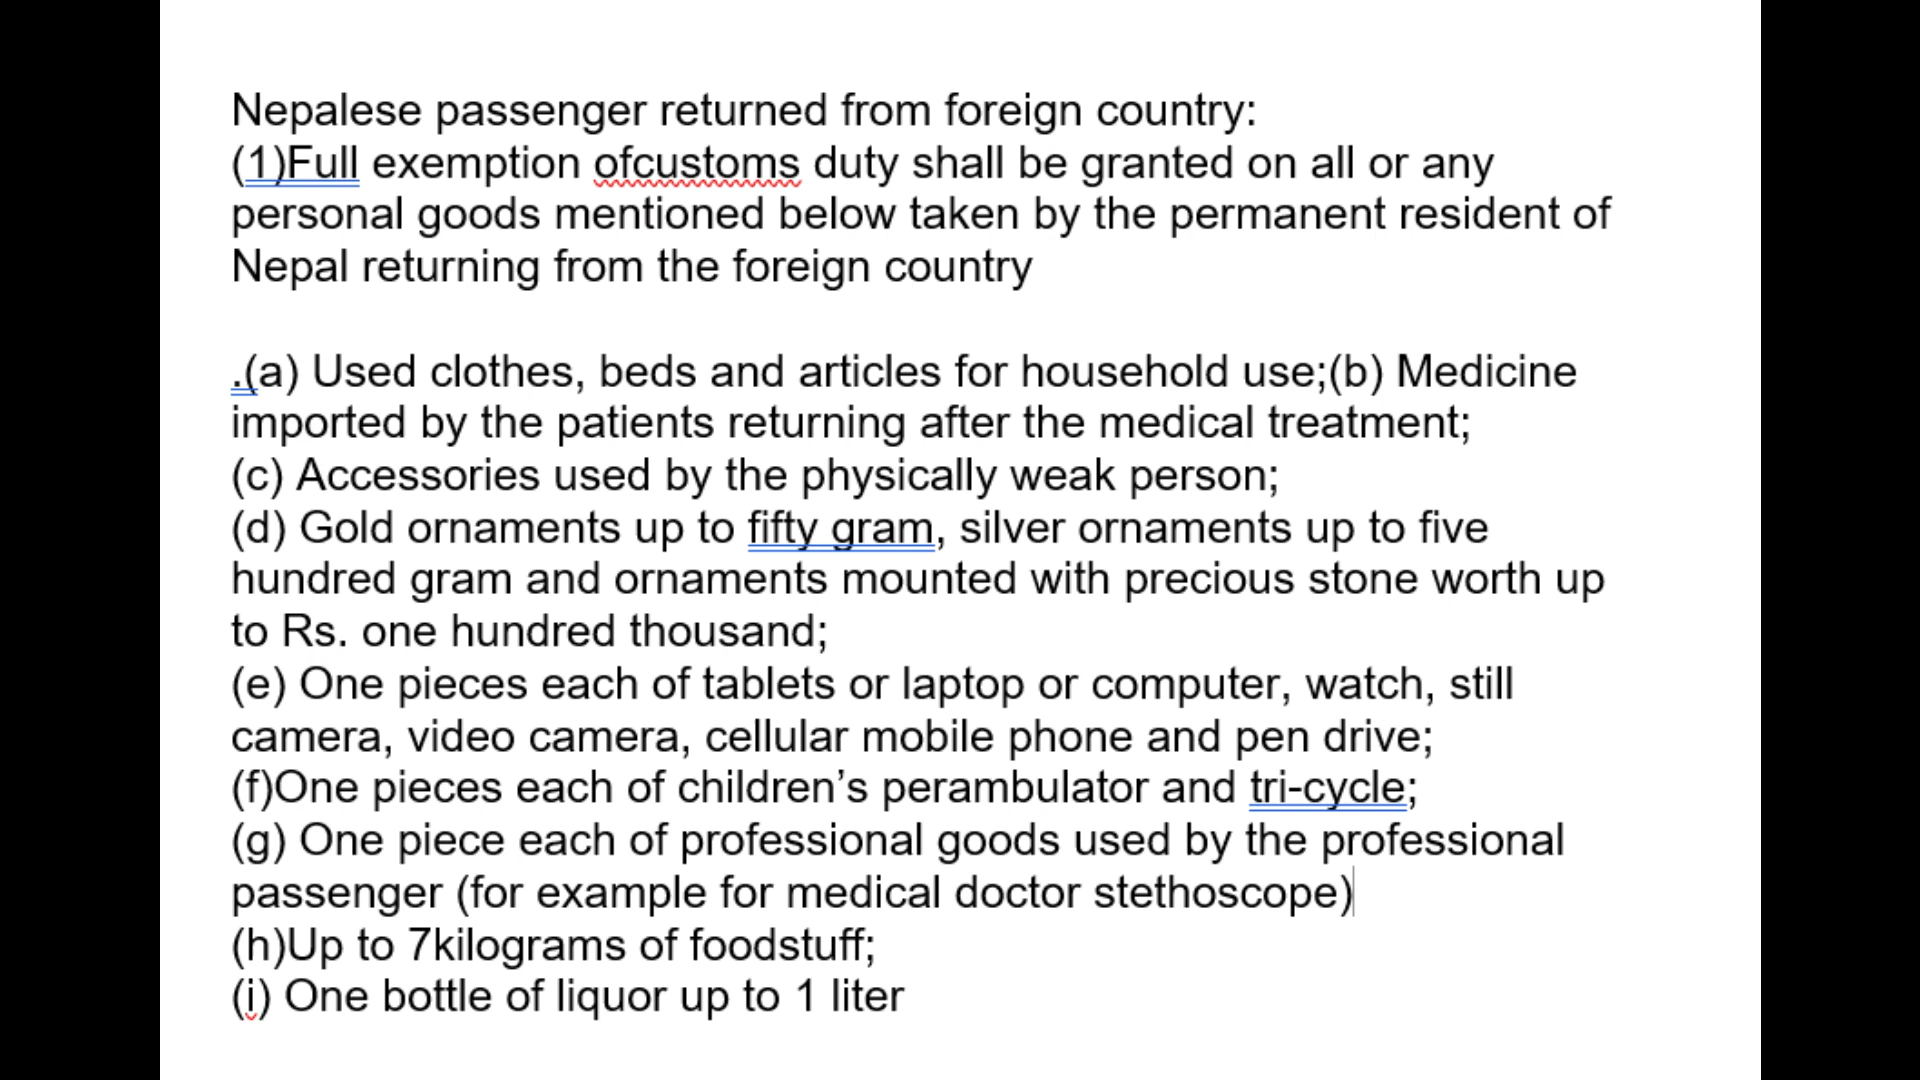 Nepalese passenger returned from foreign country:
(1)Full exemption ofcustoms duty shall be granted on all or any
personal goods mentioned below taken by the permanent resident of
Nepal returning from the foreign country
.(a) Used clothes, beds and articles for household use;(b) Medicine
imported by the patients returning after the medical treatment;
(c) Accessories used by the physically weak person;
(d) Gold ornaments up to fifty gram, silver ornaments up to five
hundred gram and ornaments mounted with precious stone worth up
to Rs. one hundred thousand;
(e) One pieces each of tablets or laptop or computer, watch, still
camera, video camera, cellular mobile phone and pen drive;
(f)One pieces each of children’s perambulator and tri-cycle;
(g) One piece each of professional goods used by the professional
passenger (for example for medical doctor stethoscope)
(h)Up to 7kilograms of foodstuff;
(i) One bottle of liquor up to 1 liter